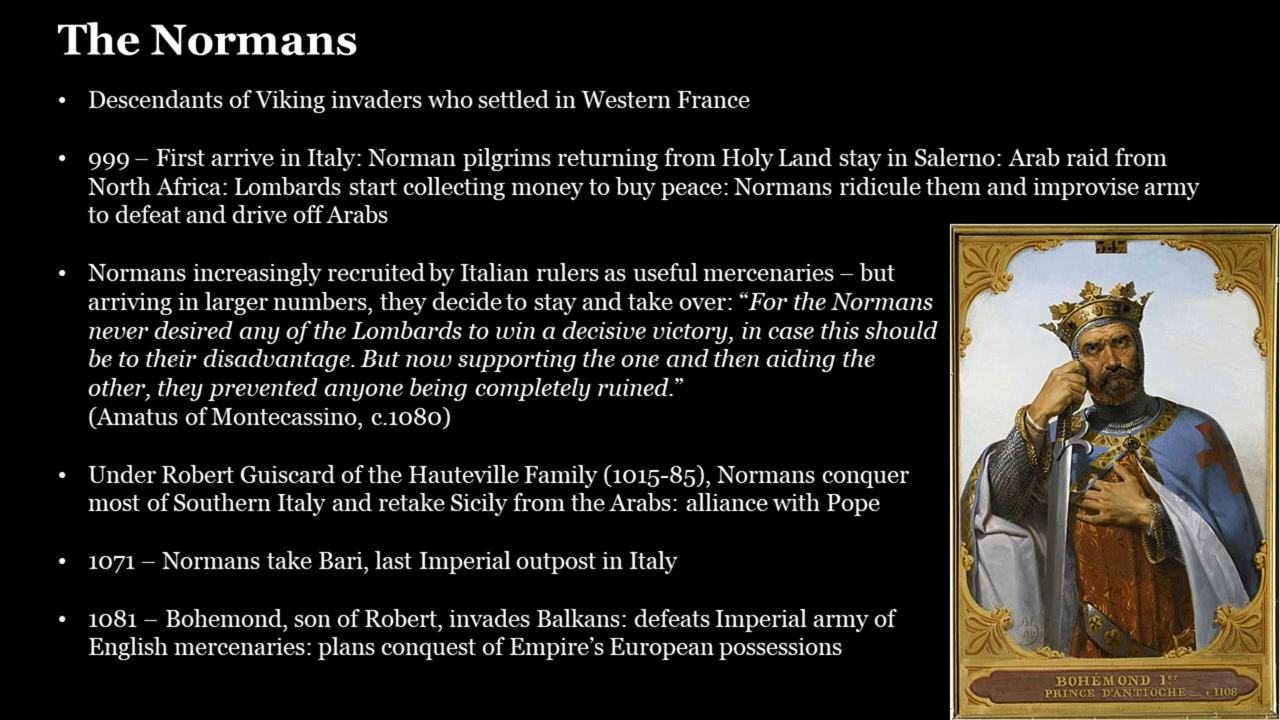 The Normans
• Descendants of Viking invaders who settled in Western France
• 999 – First arrive in Italy: Norman pilgrims returning from Holy Land stay in Salerno: Arab raid from
North Africa: Lombards start collecting money to buy peace: Normans ridicule them and improvise army
to defeat and drive off Arabs
• Normans increasingly recruited by Italian rulers as useful mercenaries – but
arriving in larger numbers, they decide to stay and take over: “For the Normans
never desired any of the Lombards to win a decisive victory, in case this should
be to their disadvantage. But now supporting the one and then aiding the
other, they prevented anyone being completely ruined.”
(Amatus of Montecassino, c.1080)
• Under Robert Guiscard of the Hauteville Family (1015-85), Normans conquer
most of Southern Italy and retake Sicily from the Arabs: alliance with Pope
• 1071 – Normans take Bari, last Imperial outpost in Italy
• 1081 – Bohemond, son of Robert, invades Balkans: defeats Imperial army of
English mercenaries: plans conquest of Empire’s European possessions
BOHÉMOND 1er
PRINCE D'ANTIOCHE — + 1108